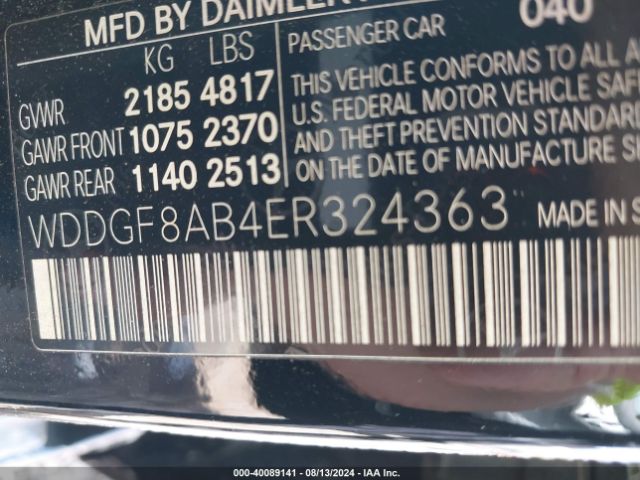 MFD BY DAIMLER
040
KG LBS
PASSENGER CAR
GVWR 2185 4817
GAWR FRONT 1075 2370
GAWR REAR 1140 2513
THIS VEHICLE CONFORMS TO ALL A
U.S. FEDERAL MOTOR VEHICLE SAF
AND THEFT PREVENTION STANDARD
ON THE DATE OF MANUFACTURE S
WDDGF8AB4ER324363
MADE IN S
000-40089141 - 08/13/2024 - IAA Inc.